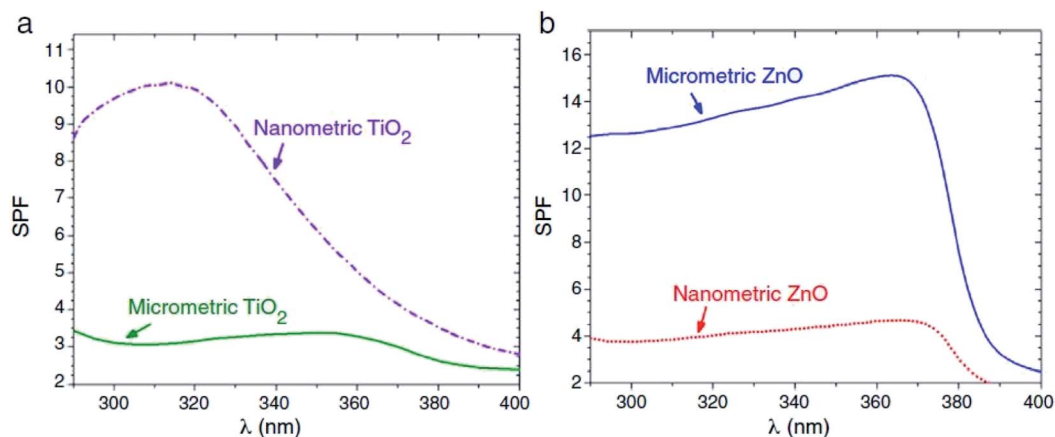 a
11
10
9
8
7
6
5
4
3
2
SPF
Nanometric TiO₂
Micrometric TiO₂
300 320 340 360 380 400
λ (nm)
b
16
14
12
10
8
6
4
2
SPF
Micrometric ZnO
Nanometric ZnO
300 320 340 360 380 400
λ (nm)